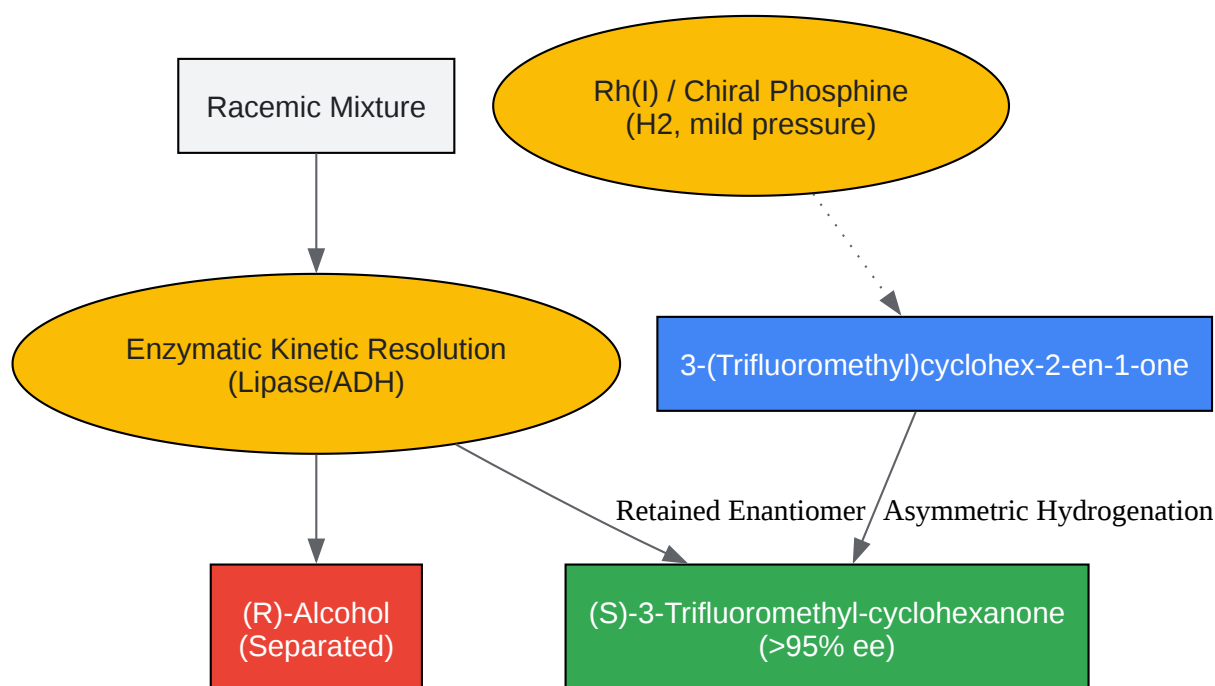 Racemic Mixture
Rh(I) / Chiral Phosphine
(H2, mild pressure)
Enzymatic Kinetic Resolution
(Lipase/ADH)
3-(Trifluoromethyl)cyclohex-2-en-1-one
Retained Enantiomer
Asymmetric Hydrogenation
(R)-Alcohol
(Separated)
(S)-3-Trifluoromethyl-cyclohexanone
(>95% ee)